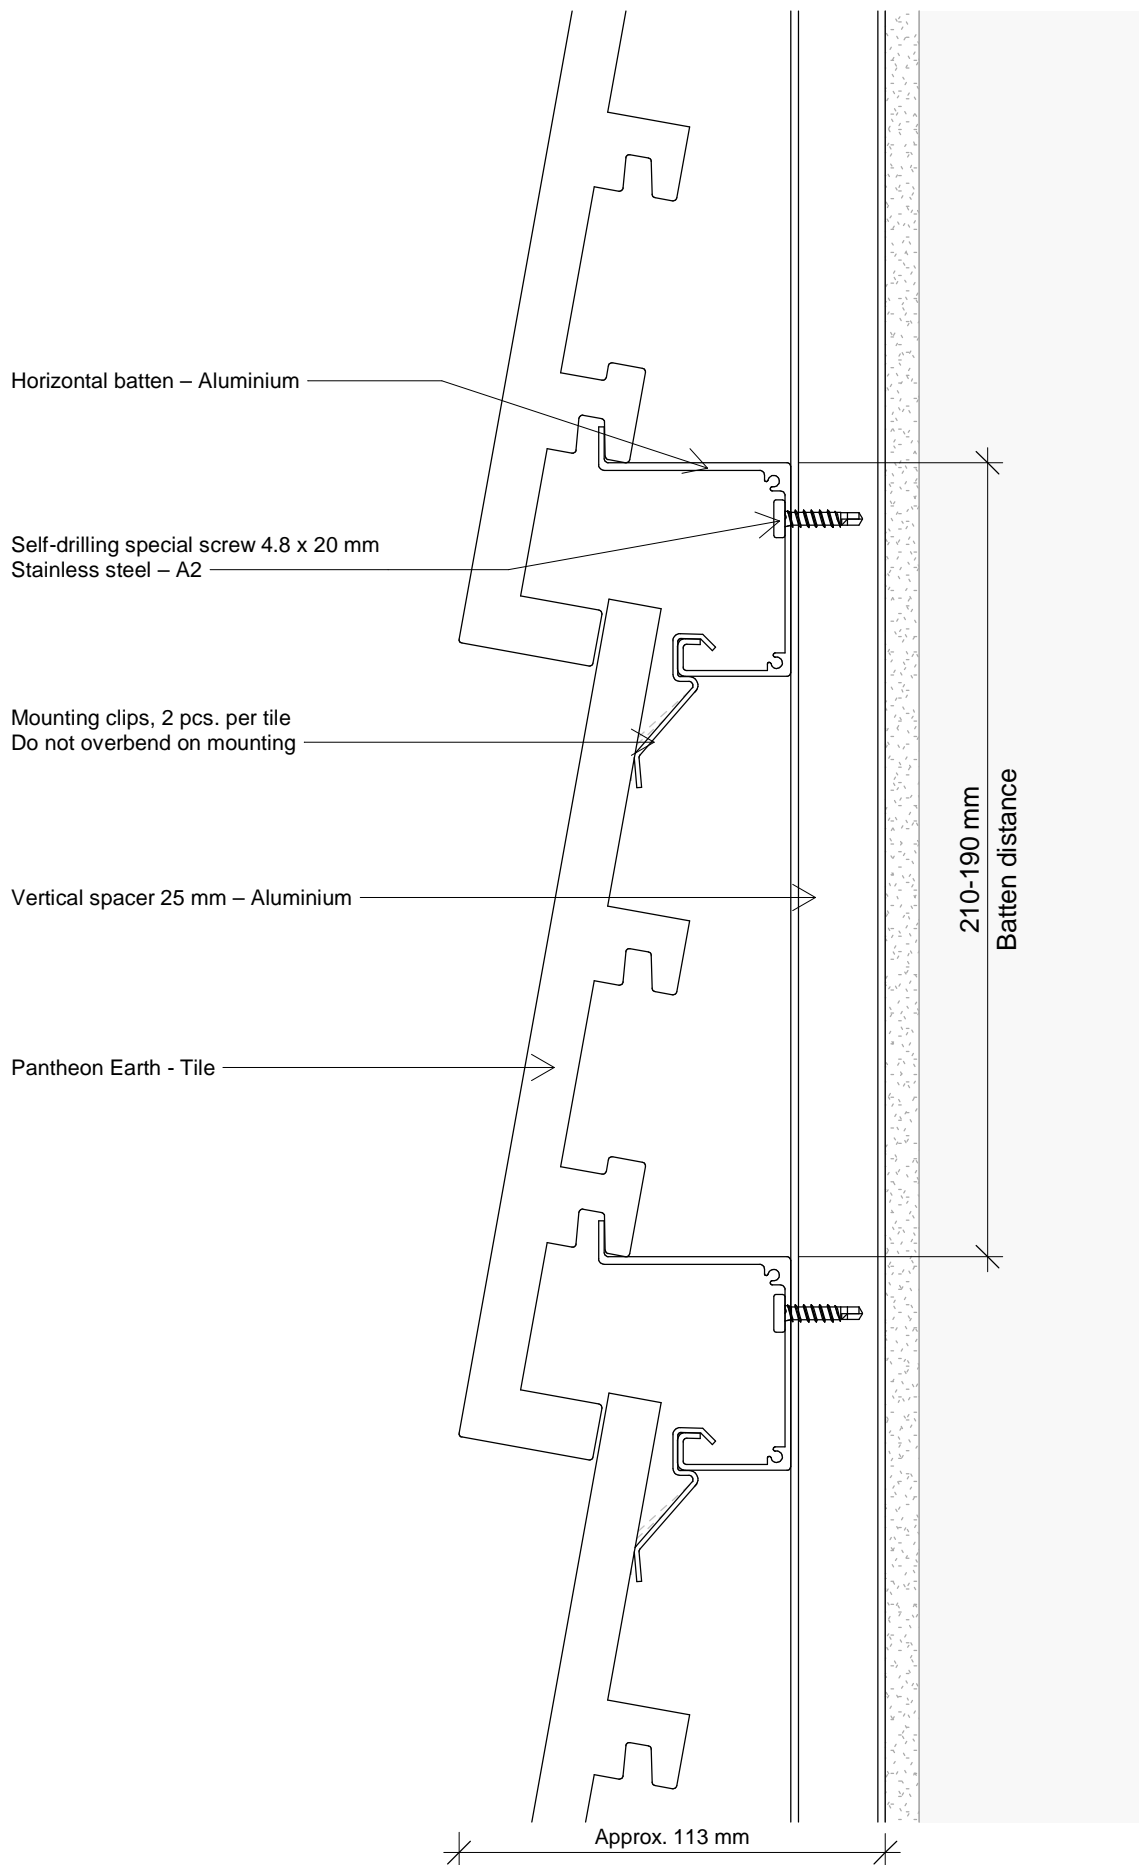 Horizontal batten – Aluminium
Self-drilling special screw 4.8 x 20 mm
Stainless steel – A2
Mounting clips, 2 pcs. per tile
Do not overbend on mounting
210-190 mm
Batten distance
Vertical spacer 25 mm – Aluminium
Pantheon Earth - Tile
Approx. 113 mm